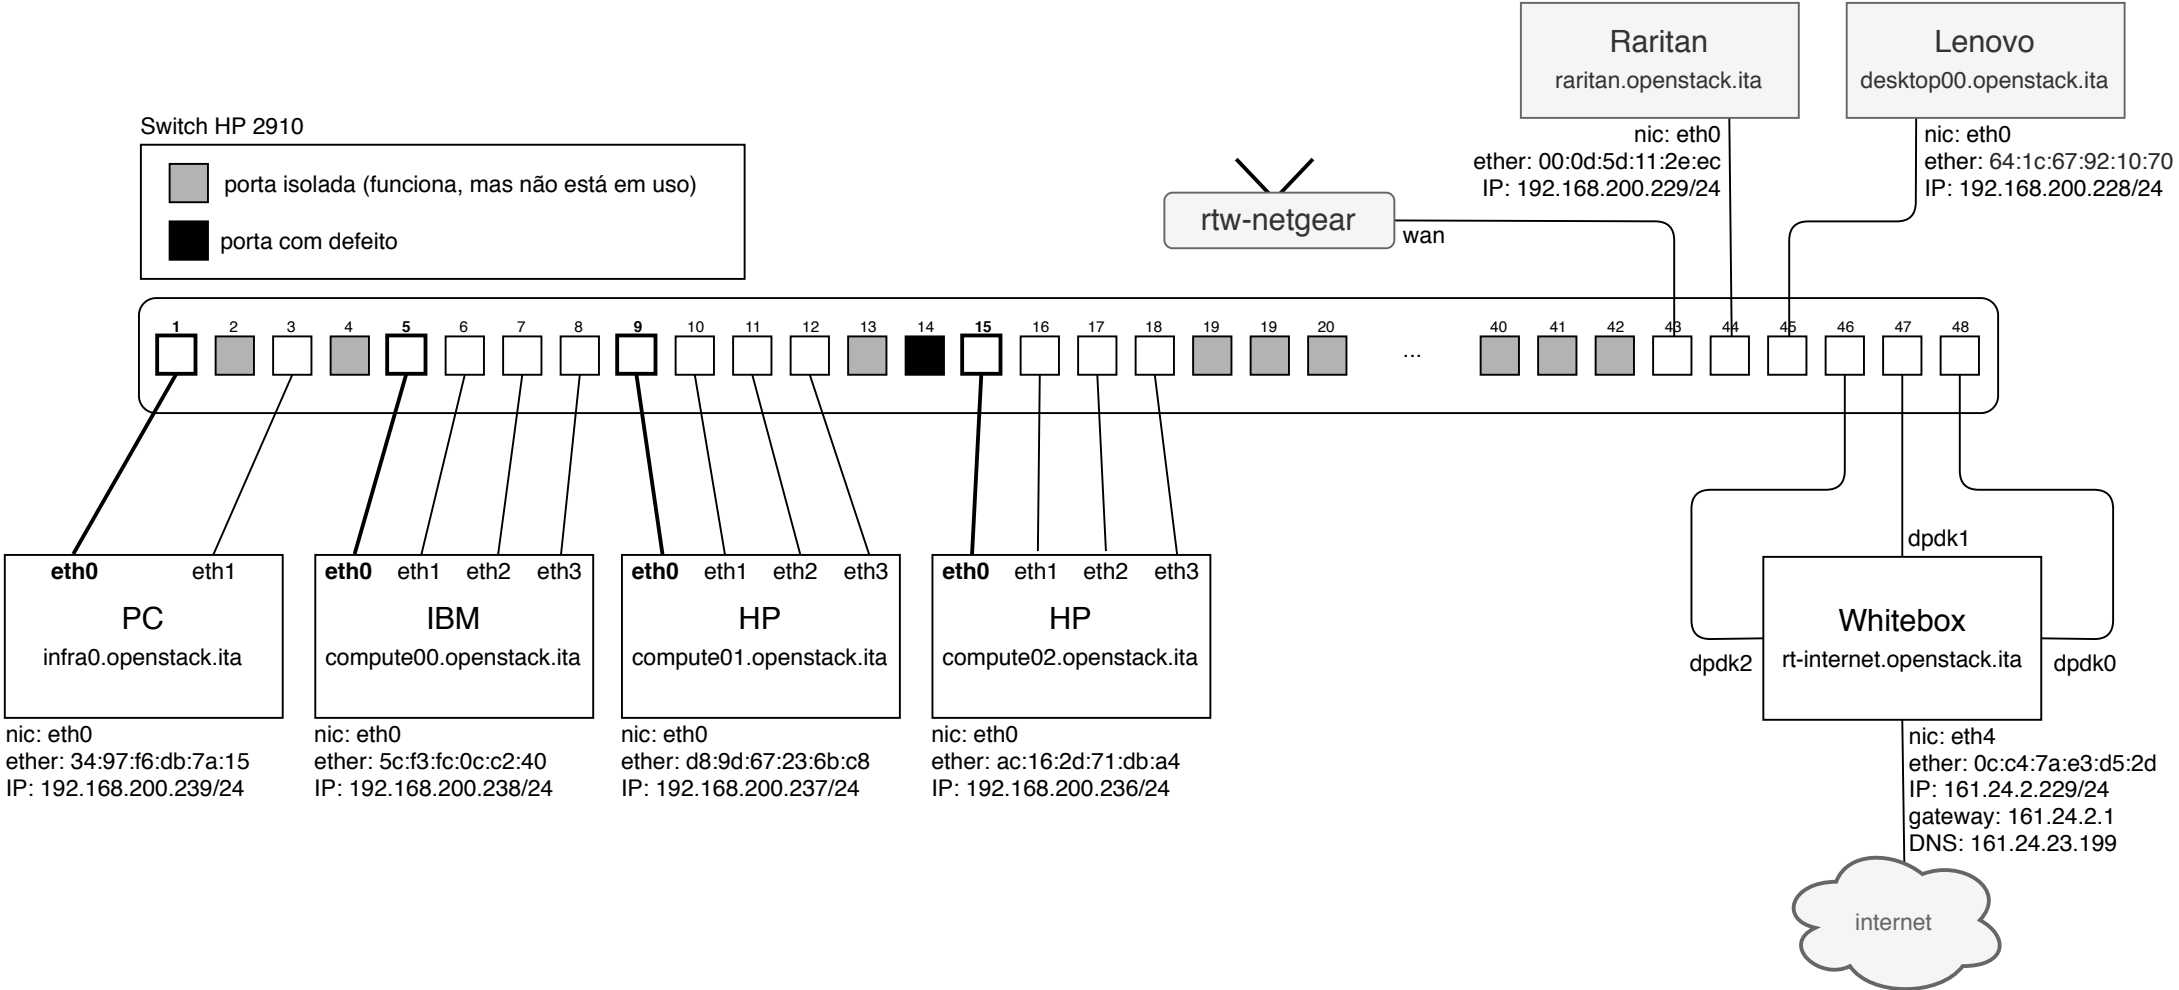 Raritan
raritan.openstack.ita
Lenovo
desktop00.openstack.ita
Switch HP 2910
porta isolada (funciona, mas não está em uso)
porta com defeito
nic: eth0
ether: 00:0d:5d:11:2e:ec
IP: 192.168.200.229/24
nic: eth0
ether: 64:1c:67:92:10:70
IP: 192.168.200.228/24
rtw-netgear
wan
1 2 3 4 5 6 7 8 9 10 11 12 13 14 15 16 17 18 19 19 20 ... 40 41 42 43 44 45 46 47 48
eth0 eth1
PC
infra0.openstack.ita
nic: eth0
ether: 34:97:f6:db:7a:15
IP: 192.168.200.239/24
eth0 eth1 eth2 eth3
IBM
compute00.openstack.ita
nic: eth0
ether: 5c:f3:fc:0c:c2:40
IP: 192.168.200.238/24
eth0 eth1 eth2 eth3
HP
compute01.openstack.ita
nic: eth0
ether: d8:9d:67:23:6b:c8
IP: 192.168.200.237/24
eth0 eth1 eth2 eth3
HP
compute02.openstack.ita
nic: eth0
ether: ac:16:2d:71:db:a4
IP: 192.168.200.236/24
dpdk1
Whitebox
rt-internet.openstack.ita
dpdk2
dpdk0
nic: eth4
ether: 0c:c4:7a:e3:d5:2d
IP: 161.24.2.229/24
gateway: 161.24.2.1
DNS: 161.24.23.199
internet